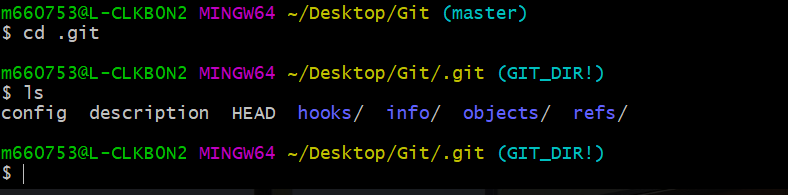 m660753@L-CLKBON2 MINGW64 ~/Desktop/Git (master)
$ cd .git
m660753@L-CLKBON2 MINGW64 ~/Desktop/Git/.git (GIT_DIR!)
$ ls
config  description  HEAD  hooks/  info/  objects/  refs/
m660753@L-CLKBON2 MINGW64 ~/Desktop/Git/.git (GIT_DIR!)
$